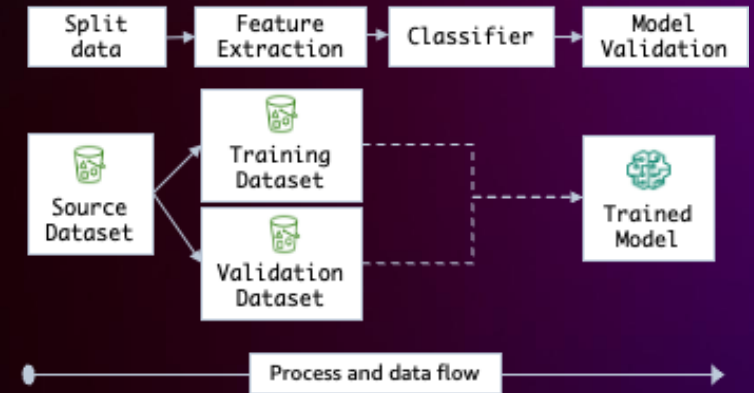 Split
data
Feature
Extraction
Classifier
Model
Validation
Source
Dataset
Training
Dataset
Validation
Dataset
Trained
Model
Process and data flow